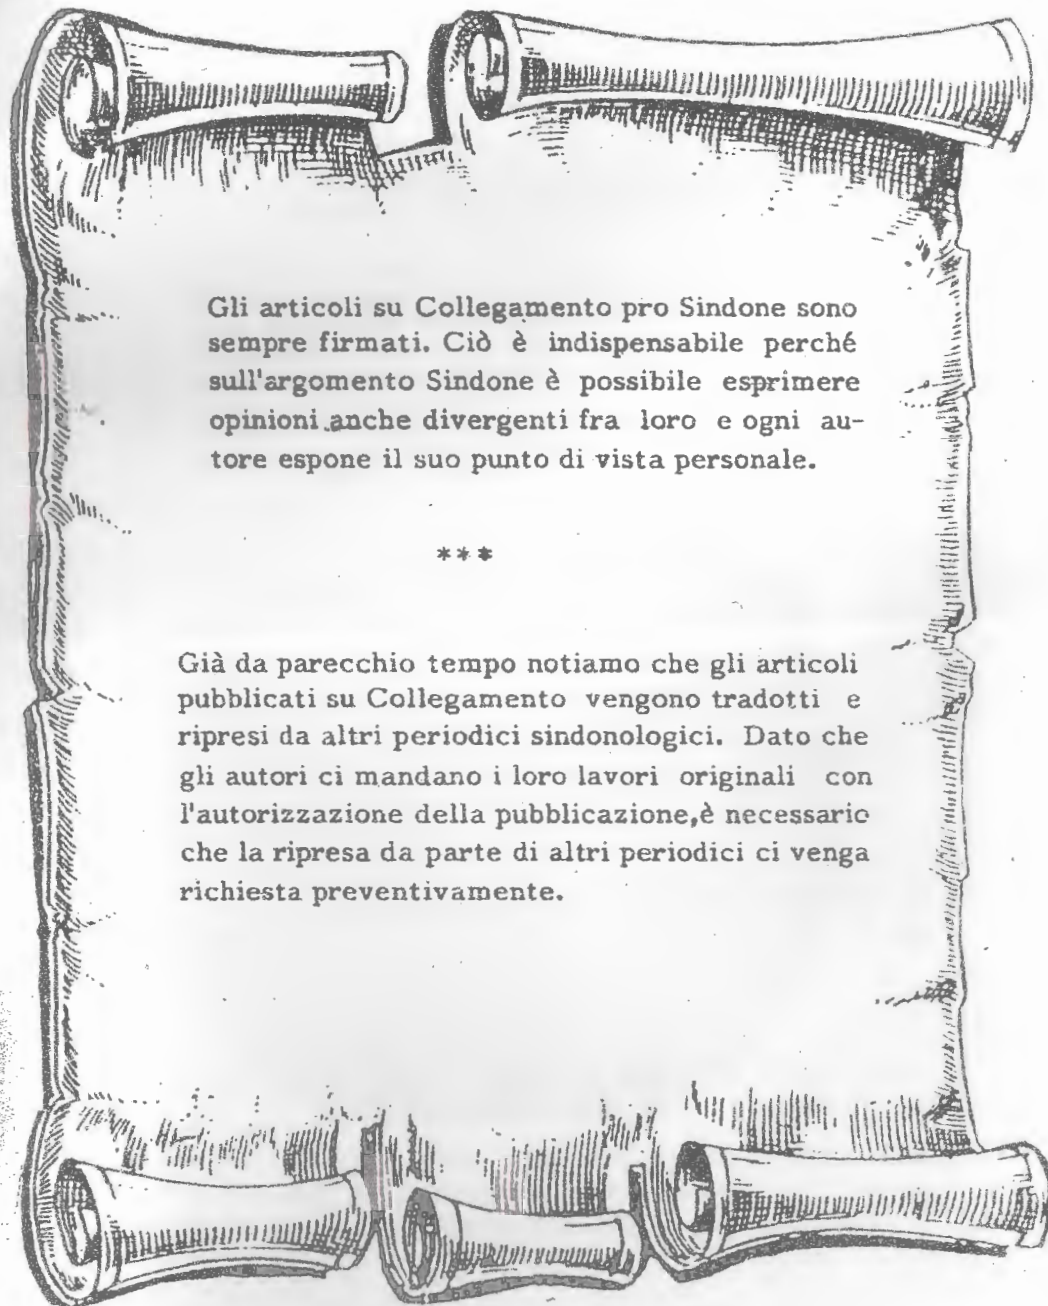 Gli articoli su Collegamento pro Sindone sono
sempre firmati. Ciò è indispensabile perché
sull'argomento Sindone è possibile esprimere
opinioni anche divergenti fra loro e ogni au-
tore espone il suo punto di vista personale.
***
Già da parecchio tempo notiamo che gli articoli
pubblicati su Collegamento vengono tradotti e
ripresi da altri periodici sindonologici. Dato che
gli autori ci mandano i loro lavori originali con
l'autorizzazione della pubblicazione, è necessario
che la ripresa da parte di altri periodici ci venga
richiesta preventivamente.